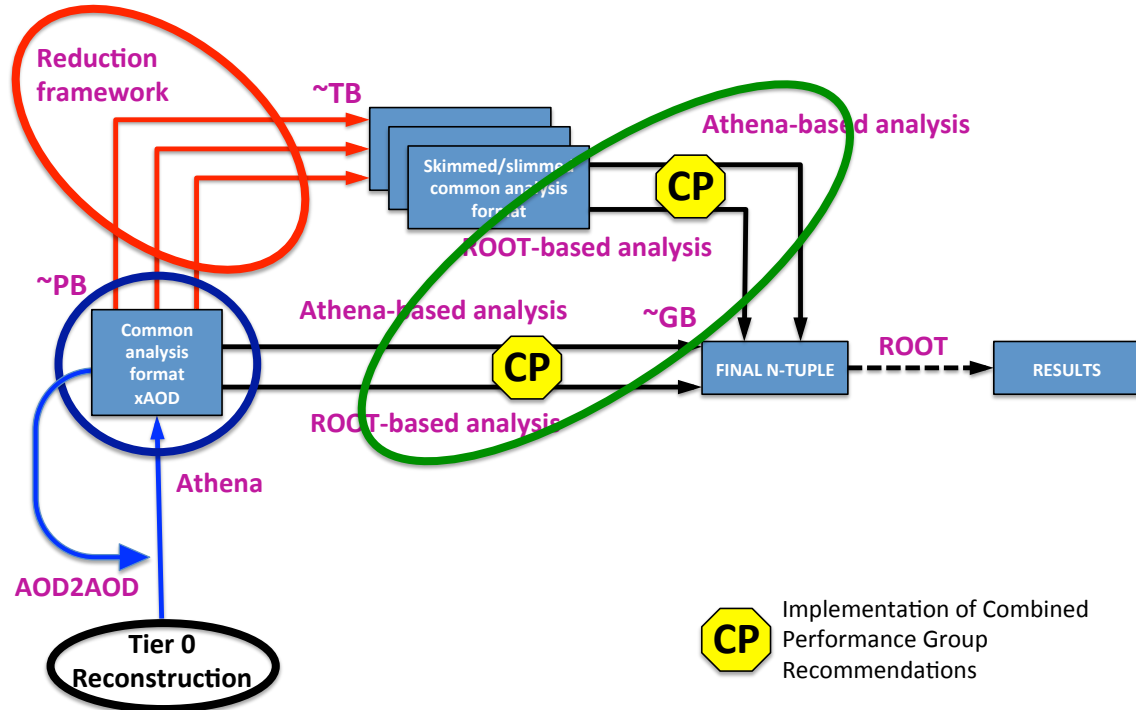 Reduction
framework
~TB
Athena-based analysis
Skimmed/slimmed
common analysis
format
CP
ROOT-based analysis
~PB
Athena-based analysis
~GB
Common
analysis
format
xAOD
CP
FINAL N-TUPLE
ROOT
RESULTS
ROOT-based analysis
Athena
AOD2AOD
Tier 0
Reconstruction
CP
Implementation of Combined
Performance Group
Recommendations